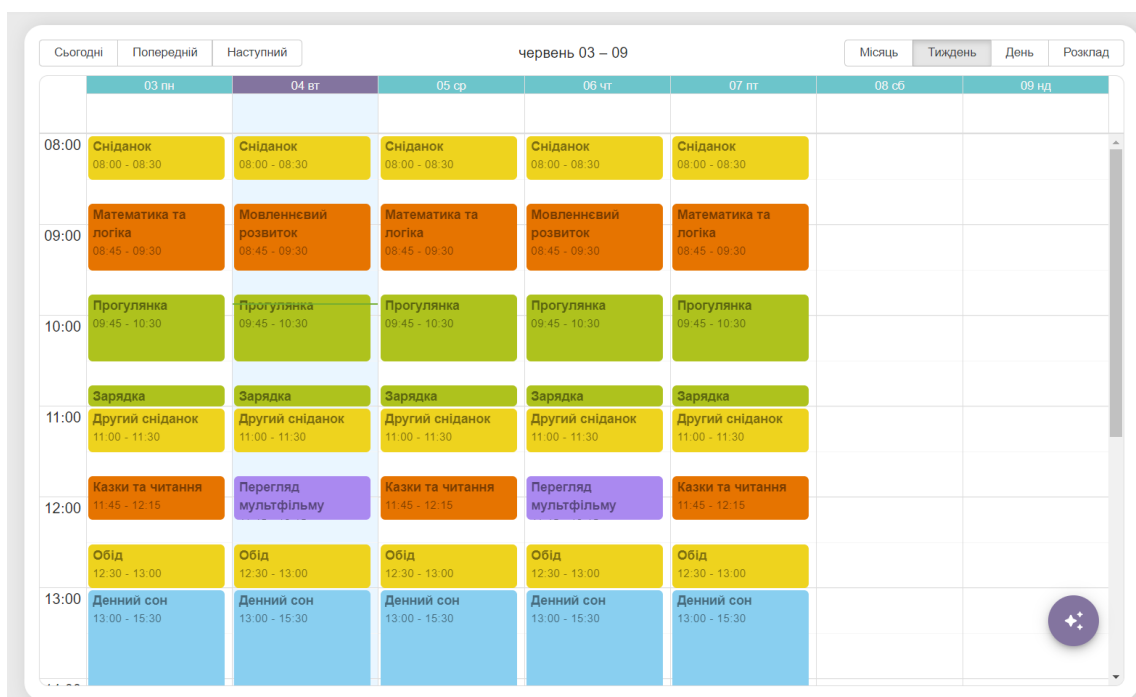 Сьогодні Попередній Наступний
червень 03 – 09
Місяць Тиждень День Розклад
03 пн 04 вт 05 ср 06 чт 07 пт 08 сб 09 нд
08:00
Сніданок Сніданок Сніданок Сніданок Сніданок
08:00 - 08:30 08:00 - 08:30 08:00 - 08:30 08:00 - 08:30 08:00 - 08:30
Математика та Мовленнєвий Математика та Мовленнєвий Математика та
09:00
логіка розвиток логіка розвиток логіка
08:45 - 09:30 08:45 - 09:30 08:45 - 09:30 08:45 - 09:30 08:45 - 09:30
Прогулянка Прогулянка Прогулянка Прогулянка Прогулянка
10:00
09:45 - 10:30 09:45 - 10:30 09:45 - 10:30 09:45 - 10:30 09:45 - 10:30
Зарядка Зарядка Зарядка Зарядка Зарядка
11:00
Другий сніданок Другий сніданок Другий сніданок Другий сніданок Другий сніданок
11:00 - 11:30 11:00 - 11:30 11:00 - 11:30 11:00 - 11:30 11:00 - 11:30
Казки та читання Перегляд Казки та читання Перегляд Казки та читання
12:00
11:45 - 12:15 мультфільму 11:45 - 12:15 мультфільму 11:45 - 12:15
Обід Обід Обід Обід Обід
12:30 - 13:00 12:30 - 13:00 12:30 - 13:00 12:30 - 13:00 12:30 - 13:00
13:00
Денний сон Денний сон Денний сон Денний сон Денний сон
13:00 - 15:30 13:00 - 15:30 13:00 - 15:30 13:00 - 15:30 13:00 - 15:30